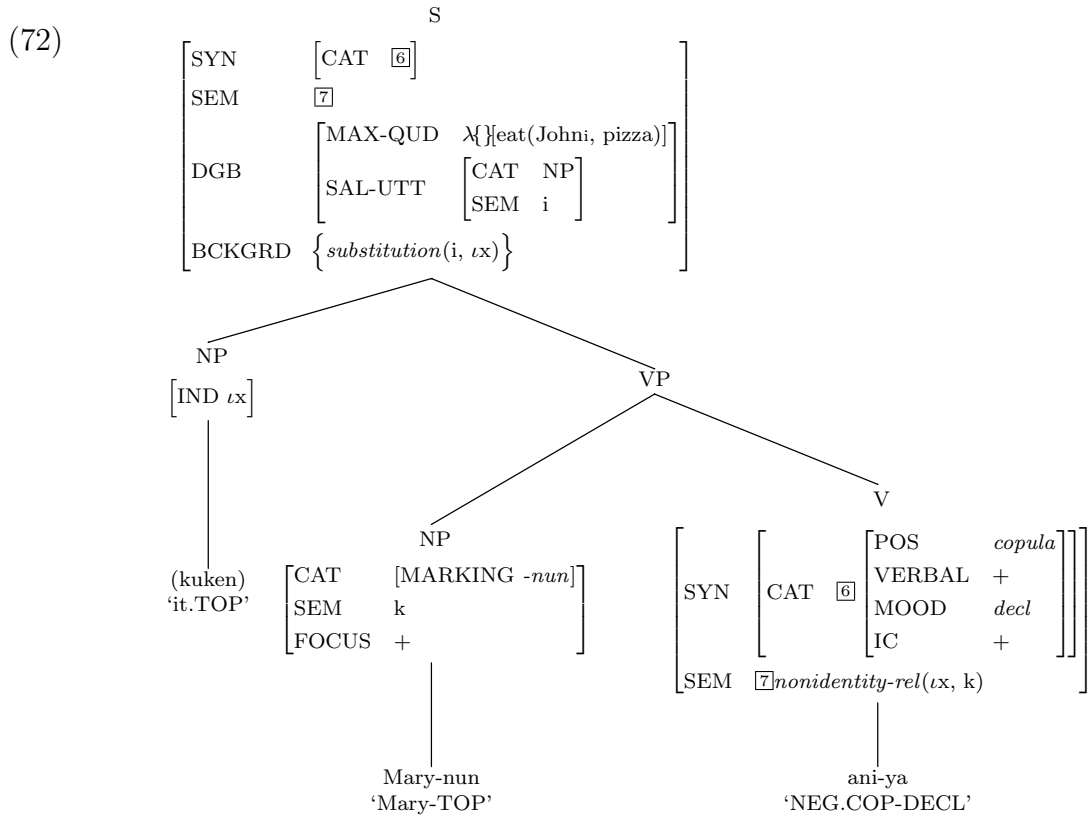 (72)
S
SYN [CAT 6]
SEM 7
DGB [MAX-QUD λ{}[eat(Johni, pizza)]
SAL-UTT [CAT NP
SEM i]]
BCKGRD {substitution(i, ιx)}
NP
[IND ιx]
VP
(kuken)
‘it.TOP’
NP
CAT [MARKING -nun]
SEM k
FOCUS +
V
SYN [CAT 6 [POS copula
VERBAL +
MOOD decl
IC +]]
SEM 7 nonidentity-rel(ιx, k)
Mary-nun
‘Mary-TOP’
ani-ya
‘NEG.COP-DECL’